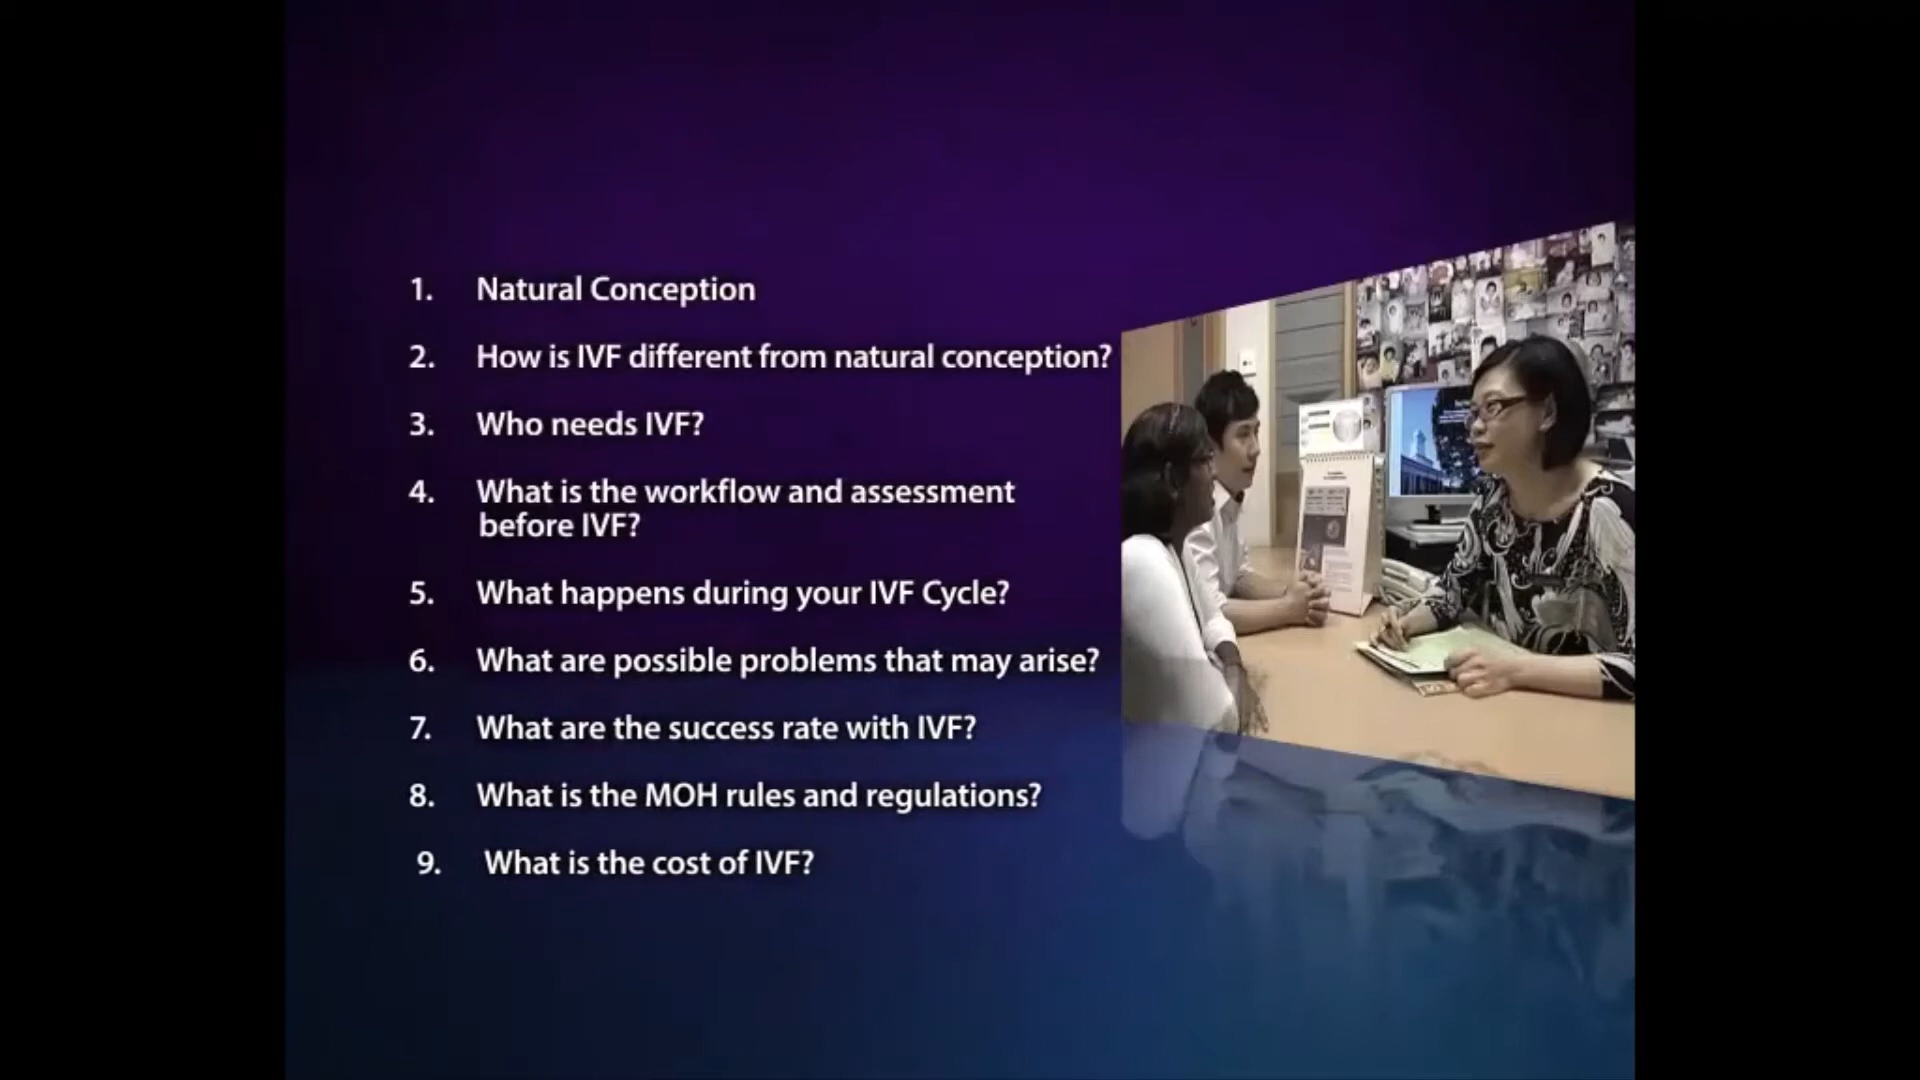 1. Natural Conception
2. How is IVF different from natural conception?
3. Who needs IVF?
4. What is the workflow and assessment
before IVF?
5. What happens during your IVF Cycle?
6. What are possible problems that may arise?
7. What are the success rate with IVF?
8. What is the MOH rules and regulations?
9. What is the cost of IVF?